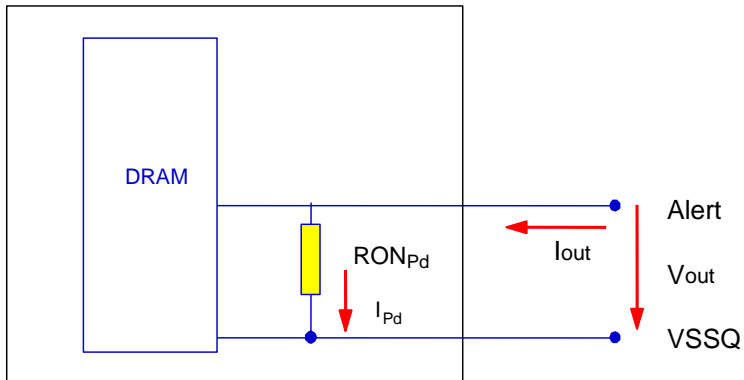 DRAM
Alert
RONPd
Iout
Vout
IPd
VSSQ